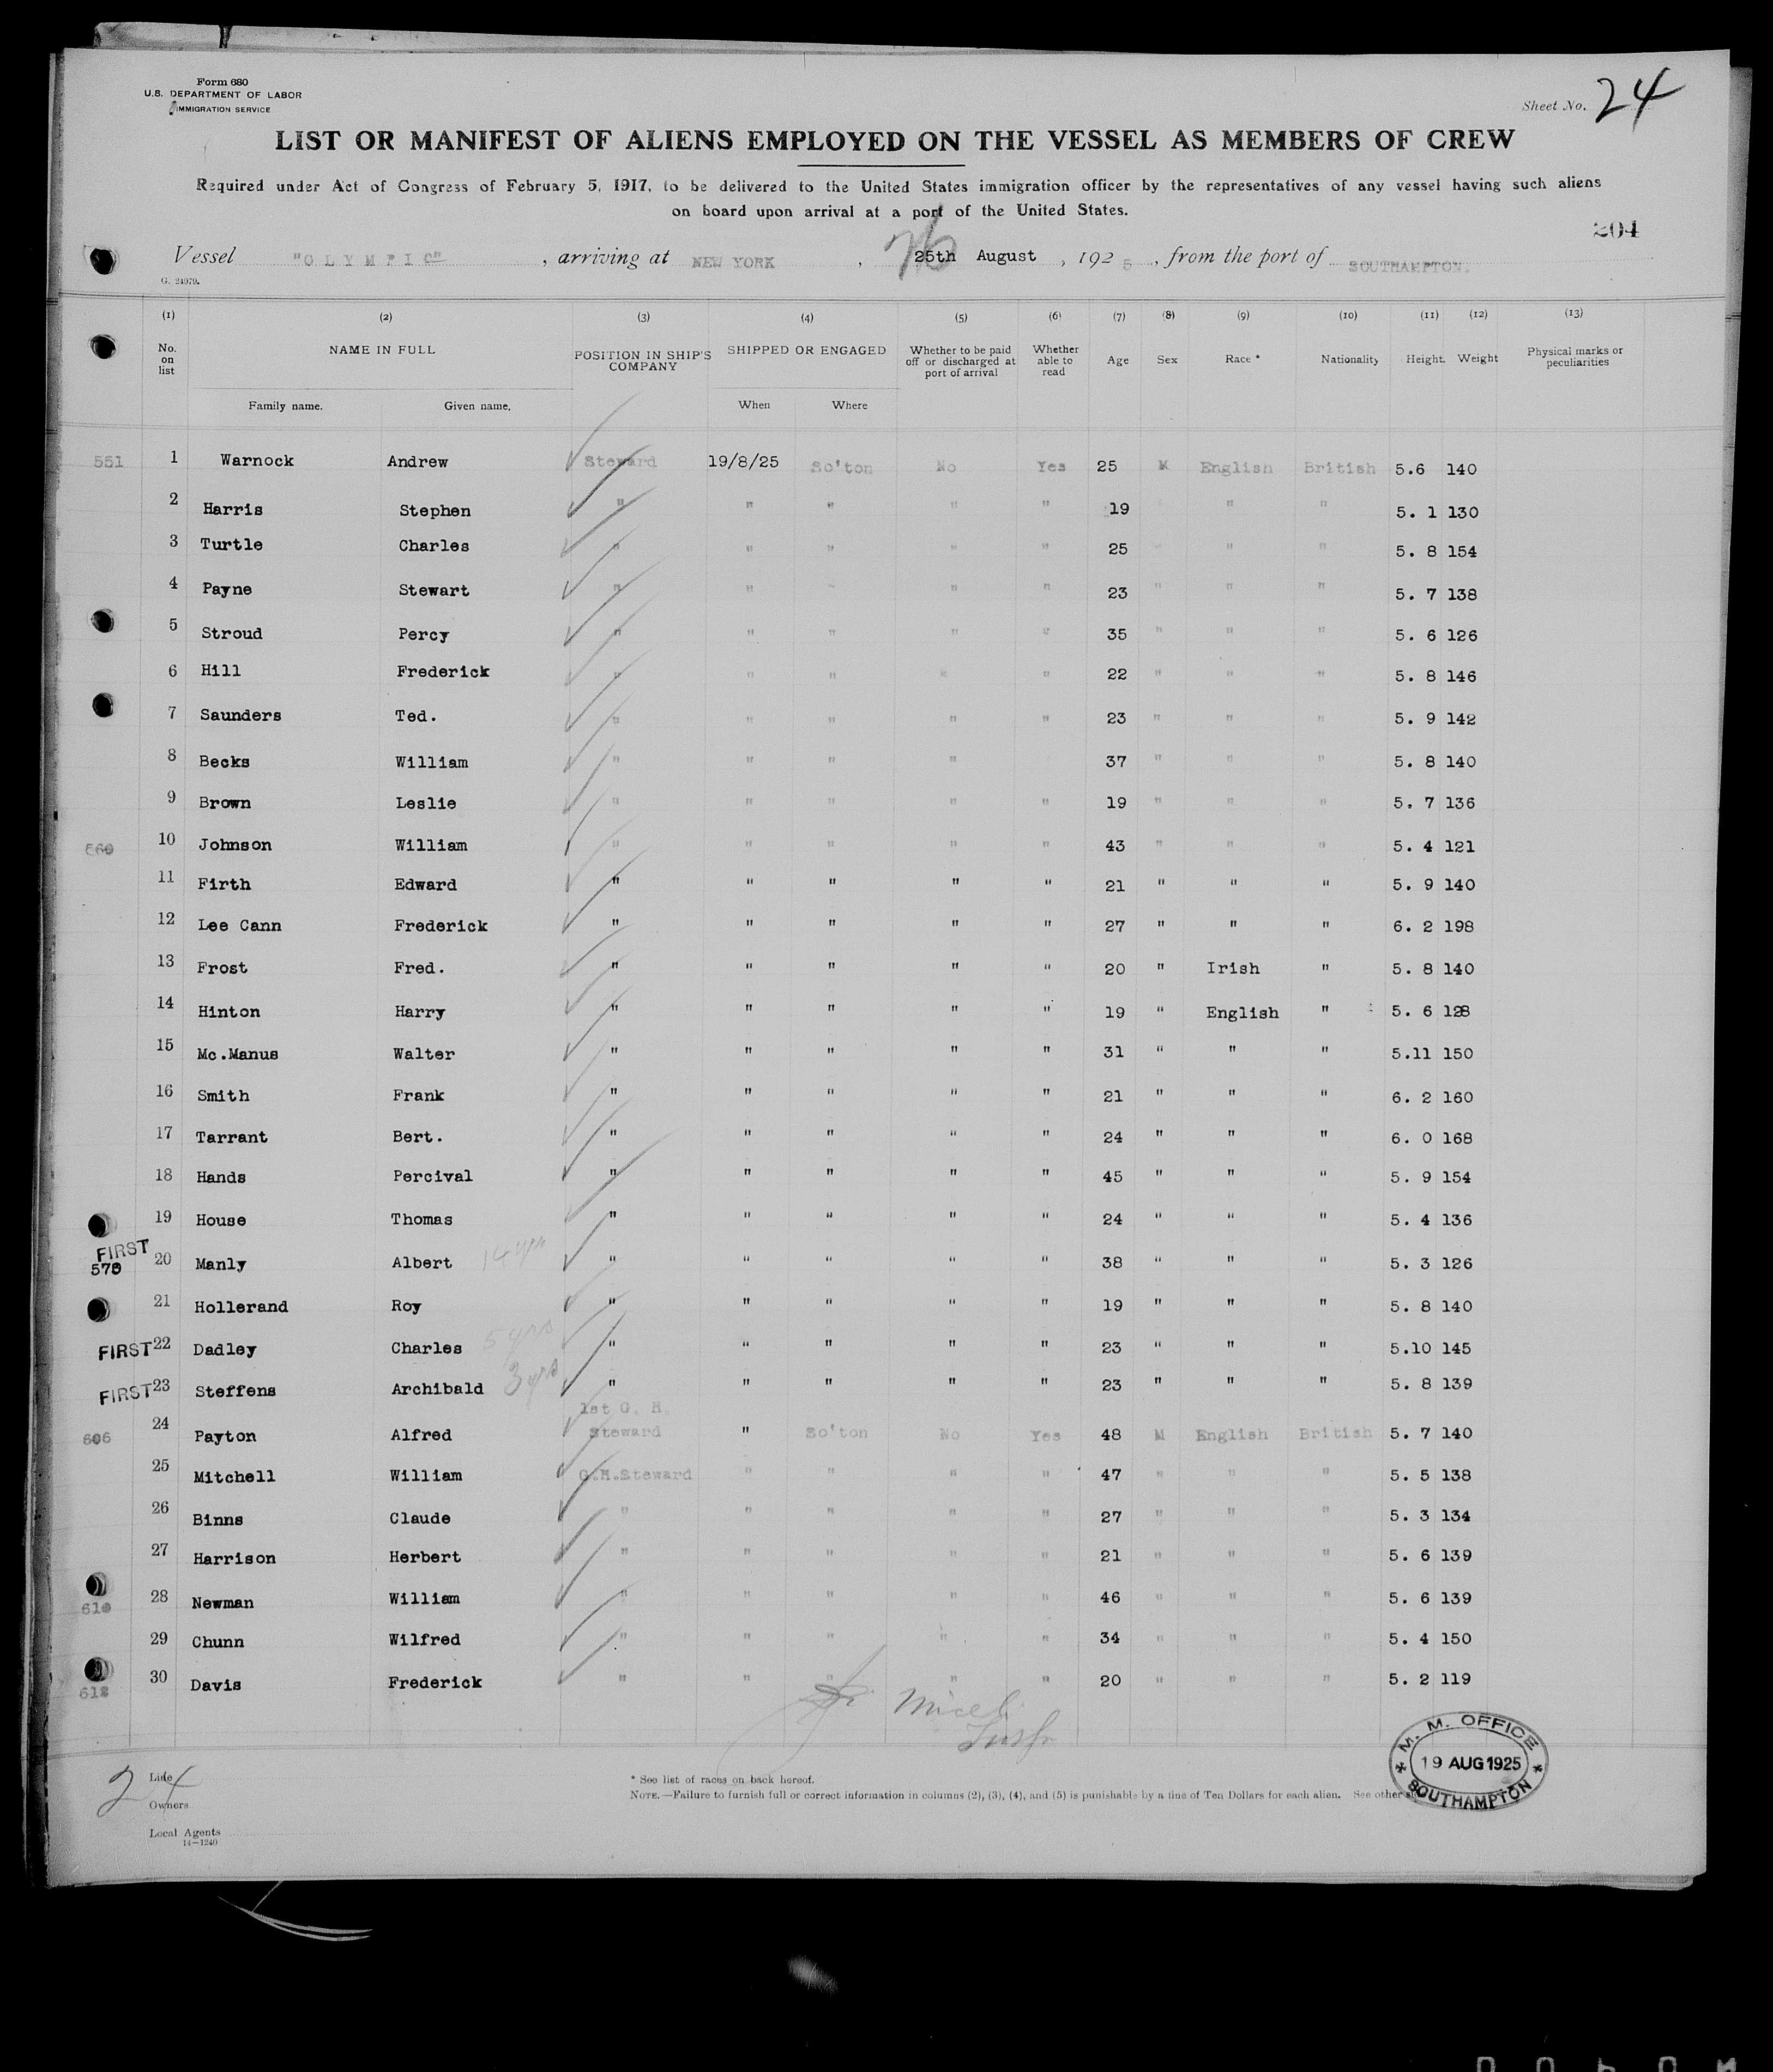 Form 680
U.S. DEPARTMENT OF LABOR
IMMIGRATION SERVICE
Sheet No. 24
LIST OR MANIFEST OF ALIENS EMPLOYED ON THE VESSEL AS MEMBERS OF CREW
Required under Act of Congress of February 5, 1917, to be delivered to the United States immigration officer by the representatives of any vessel having such aliens
on board upon arrival at a port of the United States.
204
Vessel "OLYMPIC", arriving at NEW YORK, 26 25th August, 1925, from the port of SOUTHAMPTON.
G. 24979.
(1) (2) (3) (4) (5) (6) (7) (8) (9) (10) (11) (12) (13)
No. on list NAME IN FULL POSITION IN SHIP'S COMPANY SHIPPED OR ENGAGED Whether to be paid off or discharged at port of arrival Whether able to read Age Sex Race * Nationality Height. Weight Physical marks or peculiarities
Family name. Given name. When Where
551 1 Warnock Andrew Steward 19/8/25 So'ton No Yes 25 M English British 5.6 140
2 Harris Stephen " " " " " 19 " " 5. 1 130
3 Turtle Charles " " " " " 25 " " 5. 8 154
4 Payne Stewart " " " " " 23 " " " 5. 7 138
5 Stroud Percy " " " " " 35 " " " 5. 6 126
6 Hill Frederick " " " " " 22 " " " 5. 8 146
7 Saunders Ted. " " " " " 23 " " " 5. 9 142
8 Becks William " " " " 37 " " " 5. 8 140
9 Brown Leslie " " " " " 19 " " " 5. 7 136
560 10 Johnson William " " " " " 43 " " " 5. 4 121
11 Firth Edward " " " " " 21 " " " 5. 9 140
12 Lee Cann Frederick " " " " " 27 " " " 6. 2 198
13 Frost Fred. " " " " " 20 " Irish " 5. 8 140
14 Hinton Harry " " " " " 19 " English " 5. 6 128
15 Mc.Manus Walter " " " " " 31 " " " 5.11 150
16 Smith Frank " " " " " 21 " " " 6. 2 160
17 Tarrant Bert. " " " " " 24 " " " 6. 0 168
18 Hands Percival " " " " " 45 " " " 5. 9 154
19 House Thomas " " " " " 24 " " " 5. 4 136
FIRST
570 20 Manly Albert 14 yrs " " " " " 38 " " " 5. 3 126
21 Hollerand Roy " " " " " 19 " " " 5. 8 140
FIRST 22 Dadley Charles 5 yrs " " " " " 23 " " " 5.10 145
FIRST 23 Steffens Archibald 3 yrs " " " " " 23 " " " 5. 8 139
606 24 Payton Alfred 1st G. H. Steward " So'ton No Yes 48 M English British 5. 7 140
25 Mitchell William G.H.Steward " " " " 47 " " " 5. 5 138
26 Binns Claude " " " " " 27 " " " 5. 3 134
27 Harrison Herbert " " " " " 21 " " " 5. 6 139
610 28 Newman William " " " " " 46 " " " 5. 6 139
29 Chunn Wilfred " " " " " 34 " " " 5. 4 150
612 30 Davis Frederick " " " " " 20 " " " 5. 2 119
M. M. OFFICE
19 AUG 1925
SOUTHAMPTON
24
Line
Owners
Local Agents
14—1240
* See list of races on back hereof.
NOTE.—Failure to furnish full or correct information in columns (2), (3), (4), and (5) is punishable by a fine of Ten Dollars for each alien. See other